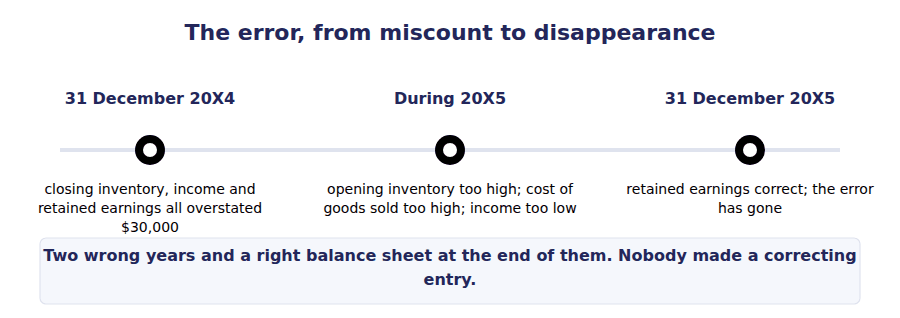 The error, from miscount to disappearance
31 December 20X4
During 20X5
31 December 20X5
closing inventory, income and
retained earnings all overstated
$30,000
opening inventory too high; cost of
goods sold too high; income too low
retained earnings correct; the error
has gone
Two wrong years and a right balance sheet at the end of them. Nobody made a correcting
entry.